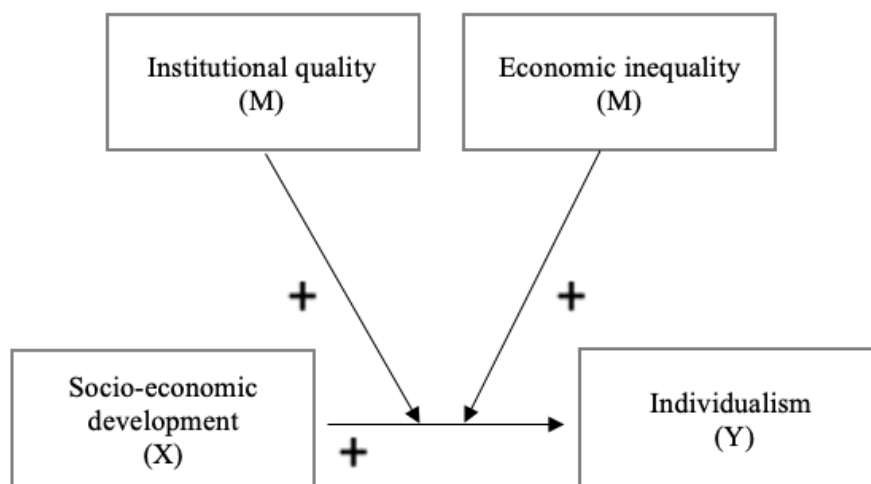 Institutional quality
(M)
Economic inequality
(M)
+
+
Socio-economic
development
(X)
+
Individualism
(Y)